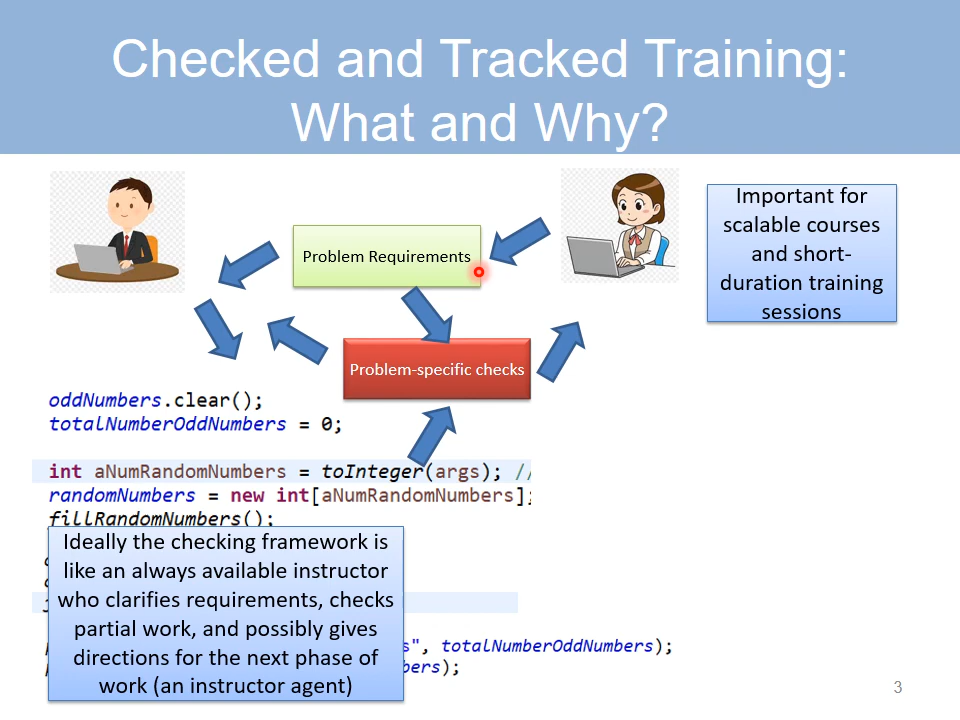 Checked and Tracked Training:
What and Why?
Important for
scalable courses
and short-
duration training
sessions
Problem Requirements
Problem-specific checks
oddNumbers.clear();
totalNumberOddNumbers = 0;
int aNumRandomNumbers = toInteger(args); //
randomNumbers = new int[aNumRandomNumbers];
fillRandomNumbers();
Ideally the checking framework is
like an always available instructor
who clarifies requirements, checks
partial work, and possibly gives
directions for the next phase of
work (an instructor agent)
s", totalNumberOddNumbers);
bers);
3